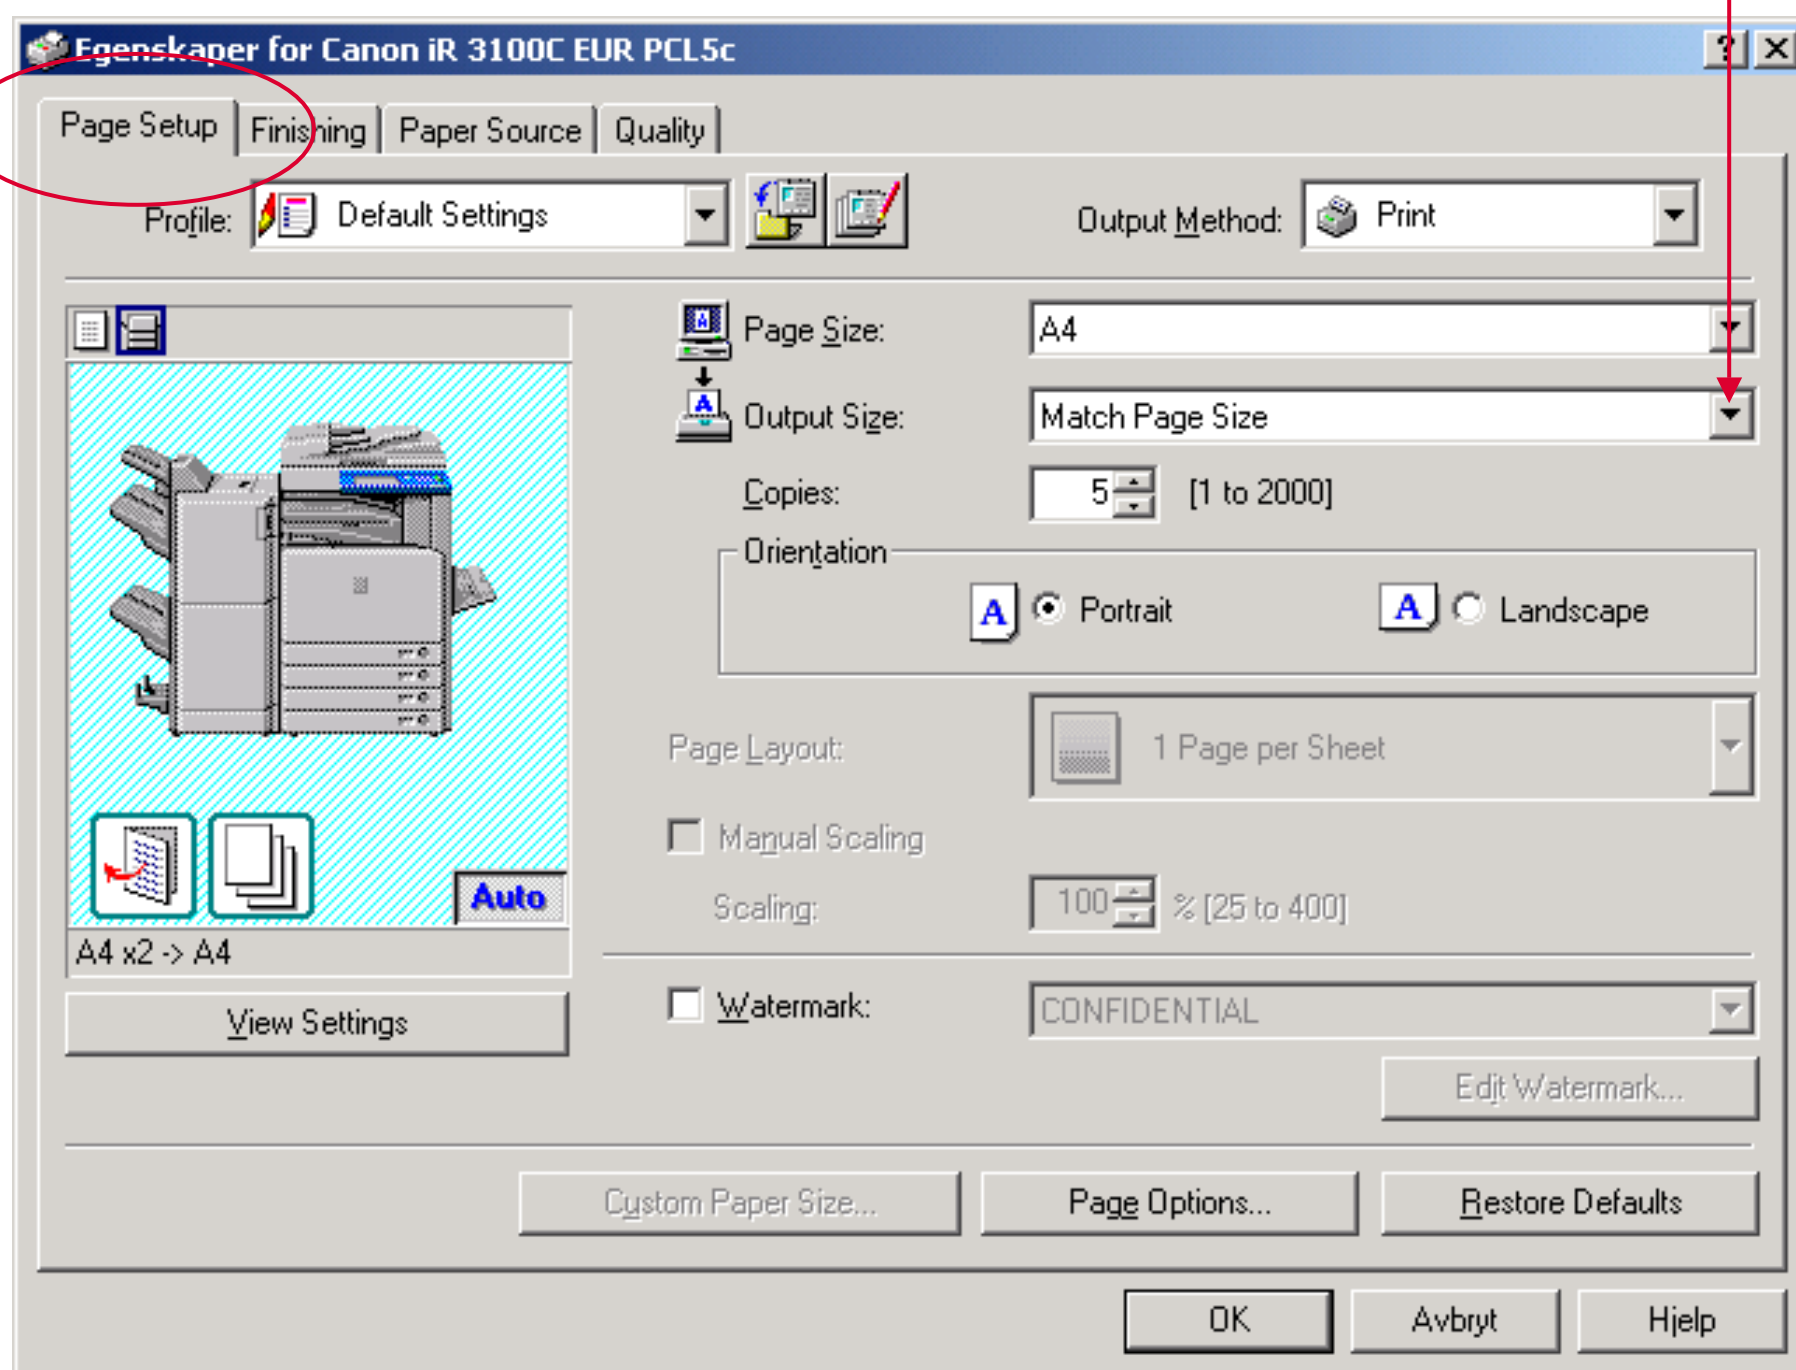 Egenskaper for Canon iR 3100C EUR PCL5c
Page Setup Finishing Paper Source Quality
Profile: Default Settings Output Method: Print
Page Size: A4
Output Size: Match Page Size
Copies: 5 [1 to 2000]
Orientation
A Portrait A Landscape
Page Layout: 1 Page per Sheet
Manual Scaling
Scaling: 100 % [25 to 400]
Auto
A4 x2 -> A4
View Settings
Watermark: CONFIDENTIAL
Edit Watermark...
Custom Paper Size... Page Options... Restore Defaults
OK Avbryt Hjelp